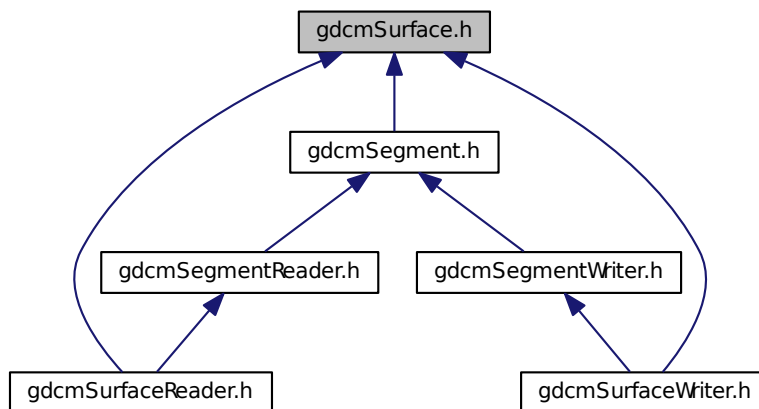 gdcmSurface.h
gdcmSegment.h
gdcmSegmentReader.h
gdcmSegmentWriter.h
gdcmSurfaceReader.h
gdcmSurfaceWriter.h